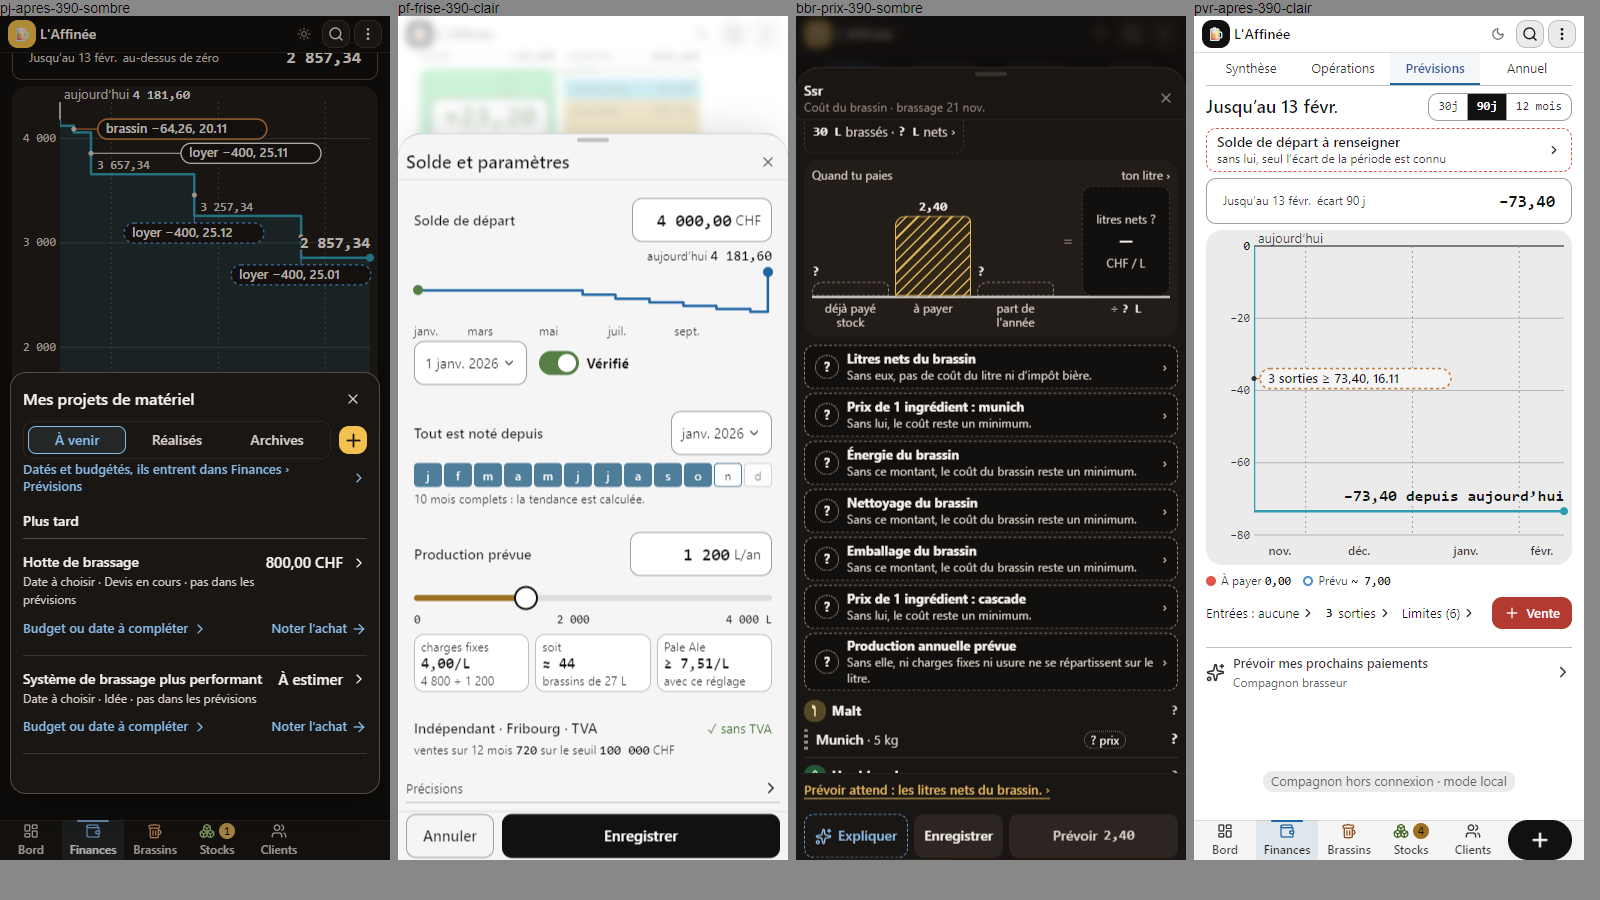 pj-apres-390-sombre
L'Affinée
Jusqu'au 13 févr. au-dessus de zéro 2 857,34
aujourd'hui 4 181,60
4 000
brassin −64,26, 20.11
loyer −400, 25.11
3 657,34
3 257,34
loyer −400, 25.12
3 000
2 857,34
loyer −400, 25.01
2 000
Mes projets de matériel
À venir Réalisés Archives
Datés et budgétés, ils entrent dans Finances ›
Prévisions
Plus tard
Hotte de brassage 800,00 CHF
Date à choisir · Devis en cours · pas dans les
prévisions
Budget ou date à compléter Noter l'achat
Système de brassage plus performant À estimer
Date à choisir · Idée · pas dans les prévisions
Budget ou date à compléter Noter l'achat
1
Bord Finances Brassins Stocks Clients
pf-frise-390-clair
Solde et paramètres
Solde de départ 4 000,00 CHF
aujourd'hui 4 181,60
janv. mars mai juil. sept.
1 janv. 2026 Vérifié
Tout est noté depuis janv. 2026
j f m a m j j a s o n d
10 mois complets : la tendance est calculée.
Production prévue 1 200 L/an
0 2 000 4 000 L
charges fixes soit Pale Ale
4,00/L ≈ 44 ≥ 7,51/L
4 800 ÷ 1 200 brassins de 27 L avec ce réglage
Indépendant · Fribourg · TVA ✓ sans TVA
ventes sur 12 mois 720 sur le seuil 100 000 CHF
Précisions
Annuler Enregistrer
bbr-prix-390-sombre
Ssr
Coût du brassin · brassage 21 nov.
30 L brassés · ? L nets ›
Quand tu paies ton litre ›
2,40
litres nets ?
=
—
CHF / L
? ?
déjà payé à payer part de ÷ ? L
stock l'année
? Litres nets du brassin
Sans eux, pas de coût du litre ni d'impôt bière. ›
? Prix de 1 ingrédient : munich
Sans lui, le coût reste un minimum. ›
? Énergie du brassin
Sans ce montant, le coût du brassin reste un minimum. ›
? Nettoyage du brassin
Sans ce montant, le coût du brassin reste un minimum. ›
? Emballage du brassin
Sans ce montant, le coût du brassin reste un minimum. ›
? Prix de 1 ingrédient : cascade
Sans lui, le coût reste un minimum. ›
? Production annuelle prévue
Sans elle, ni charges fixes ni usure ne se répartissent sur le ›
litre.
Malt ?
Munich · 5 kg ? prix ?
Prévoir attend : les litres nets du brassin. ›
Expliquer Enregistrer Prévoir 2,40
pvr-apres-390-clair
L'Affinée
Synthèse Opérations Prévisions Annuel
Jusqu'au 13 févr. 30j 90j 12 mois
Solde de départ à renseigner
sans lui, seul l'écart de la période est connu
Jusqu'au 13 févr. écart 90 j −73,40
aujourd'hui
0
−20
3 sorties ≥ 73,40, 16.11
−40
−60
−73,40 depuis aujourd'hui
−80
nov. déc. janv. févr.
À payer 0,00 Prévu ~ 7,00
Entrées : aucune 3 sorties Limites (6) + Vente
Prévoir mes prochains paiements
Compagnon brasseur
Compagnon hors connexion · mode local
4
Bord Finances Brassins Stocks Clients +